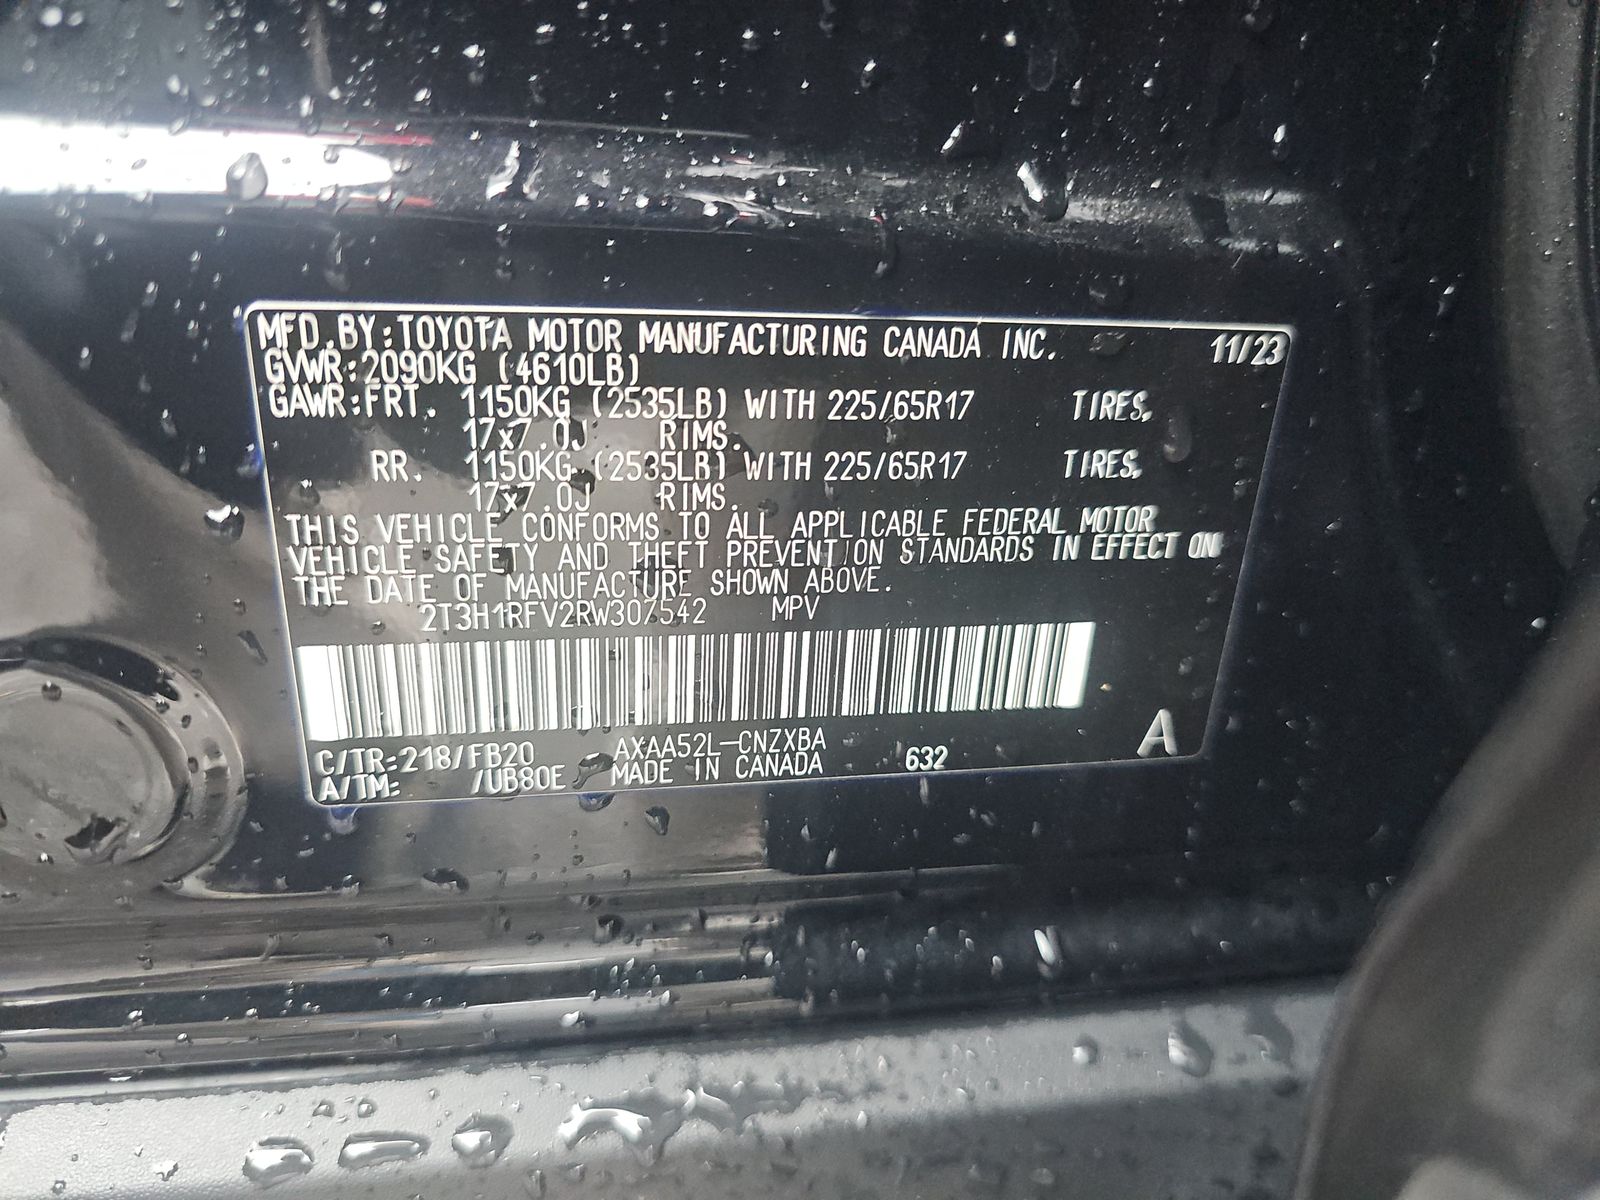 MFD.BY:TOYOTA MOTOR MANUFACTURING CANADA INC. 11/23
GVWR:2090KG (4610LB)
GAWR:FRT. 1150KG (2535LB) WITH 225/65R17 TIRES,
17x7.0J RIMS.
RR. 1150KG (2535LB) WITH 225/65R17 TIRES,
17x7.0J RIMS.
THIS VEHICLE CONFORMS TO ALL APPLICABLE FEDERAL MOTOR
VEHICLE SAFETY AND THEFT PREVENTION STANDARDS IN EFFECT ON
THE DATE OF MANUFACTURE SHOWN ABOVE.
2T3H1RFV2RW307542 MPV
C/TR:218/FB20 AXAA52L-CNZXBA 632 A
A/TM: /UB80E MADE IN CANADA